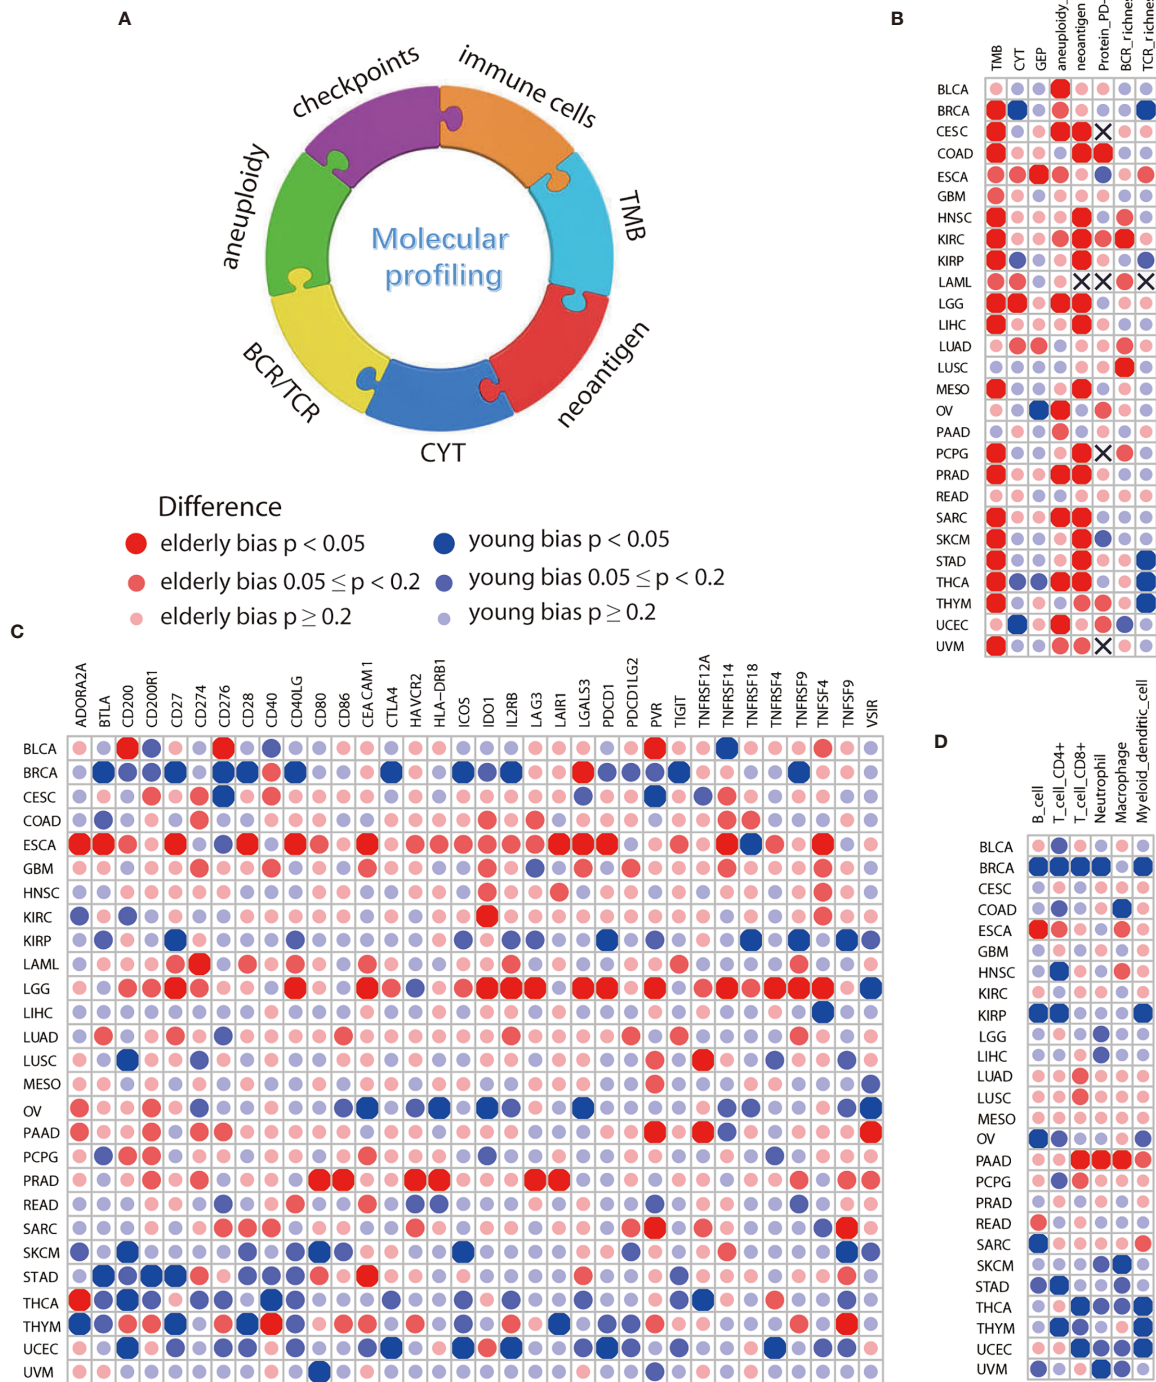 A
checkpoints
immune cells
aneuploidy
TMB
Molecular
profiling
BCR/TCR
neoantigen
CYT
Difference
elderly bias p < 0.05
young bias p < 0.05
elderly bias 0.05 ≤ p < 0.2
young bias 0.05 ≤ p < 0.2
elderly bias p ≥ 0.2
young bias p ≥ 0.2
B
TMB
CYT
GEP
aneuploidy_
neoantigen
Protein_PD-
BCR_richnes
TCR_richnes
BLCA
BRCA
CESC
COAD
ESCA
GBM
HNSC
KIRC
KIRP
LAML
LGG
LIHC
LUAD
LUSC
MESO
OV
PAAD
PCPG
PRAD
READ
SARC
SKCM
STAD
THCA
THYM
UCEC
UVM
C
ADORA2A
BTLA
CD200
CD200R1
CD27
CD274
CD276
CD28
CD40
CD40LG
CD80
CD86
CEACAM1
CTLA4
HAVCR2
HLA-DRB1
ICOS
IDO1
IL2RB
LAG3
LAIR1
LGALS3
PDCD1
PDCD1LG2
PVR
TIGIT
TNFRSF12A
TNFRSF14
TNFRSF18
TNFRSF4
TNFRSF9
TNFSF4
TNFSF9
VSIR
BLCA
BRCA
CESC
COAD
ESCA
GBM
HNSC
KIRC
KIRP
LAML
LGG
LIHC
LUAD
LUSC
MESO
OV
PAAD
PCPG
PRAD
READ
SARC
SKCM
STAD
THCA
THYM
UCEC
UVM
D
B_cell
T_cell_CD4+
T_cell_CD8+
Neutrophil
Macrophage
Myeloid_denditic_cell
BLCA
BRCA
CESC
COAD
ESCA
GBM
HNSC
KIRC
KIRP
LGG
LIHC
LUAD
LUSC
MESO
OV
PAAD
PCPG
PRAD
READ
SARC
SKCM
STAD
THCA
THYM
UCEC
UVM